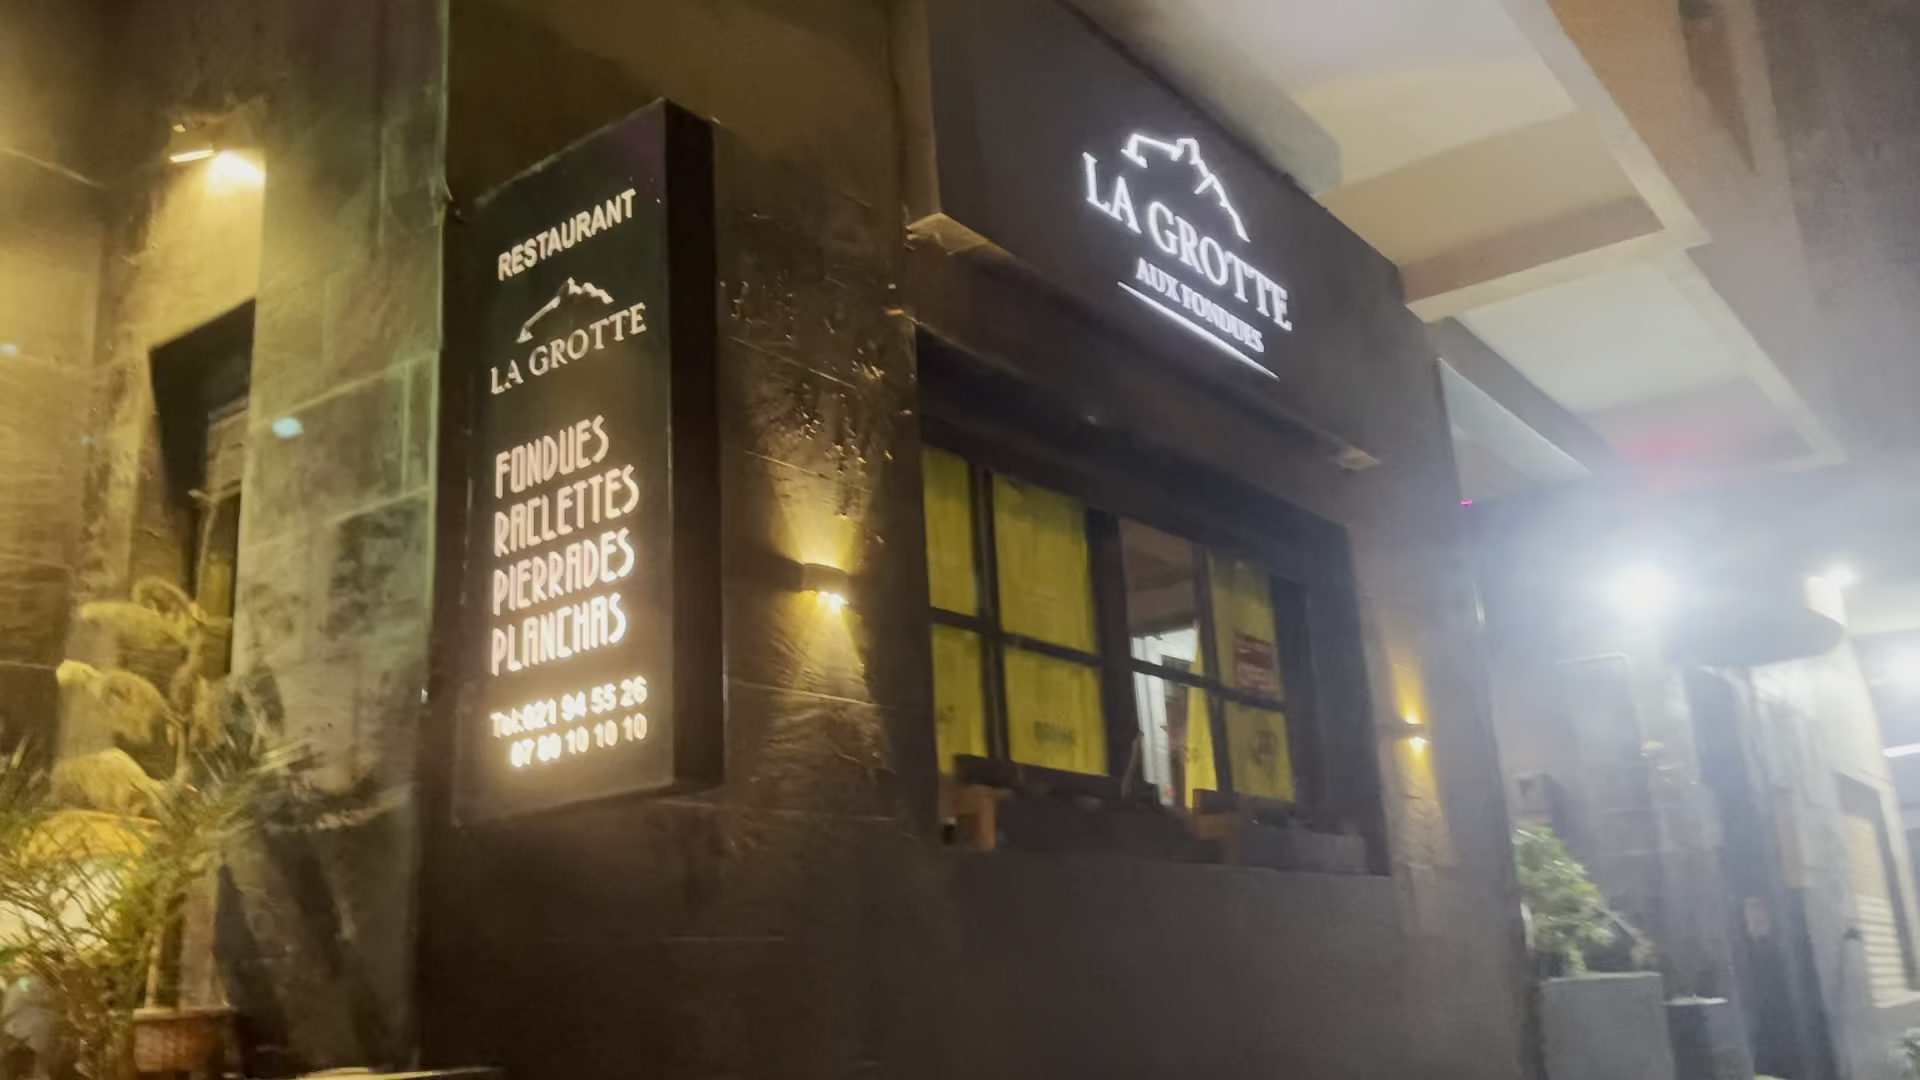 RESTAURANT
LA GROTTE
FONDUES
RACLETTES
PIERRADES
PLANCHAS
Tel:021 94 55 26
07 80 10 10 10
LA GROTTE
AUX FONDUES